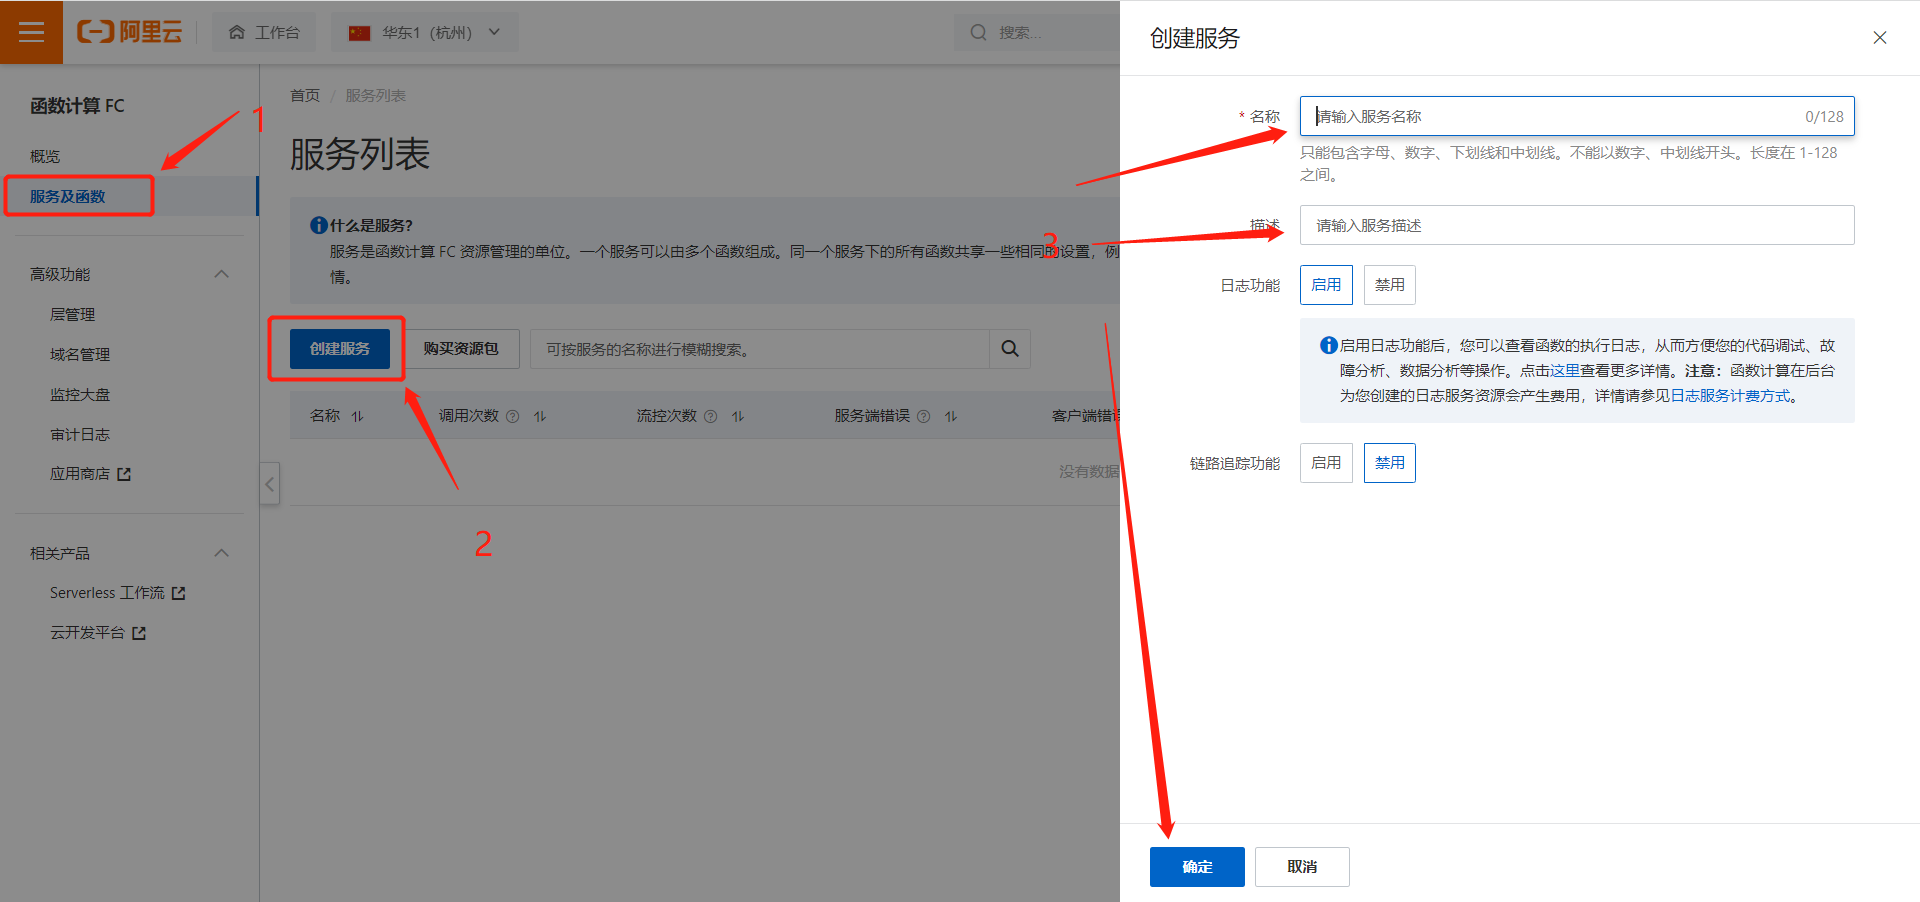 阿里云
工作台
华东1（杭州）
搜索...
函数计算 FC
概览
服务及函数
高级功能
层管理
域名管理
监控大盘
审计日志
应用商店
相关产品
Serverless 工作流
云开发平台
1
首页 / 服务列表
服务列表
什么是服务？
服务是函数计算 FC 资源管理的单位。一个服务可以由多个函数组成。同一个服务下的所有函数共享一些相同的设置，例
情。
创建服务
购买资源包
可按服务的名称进行模糊搜索。
名称 调用次数 流控次数 服务端错误 客户端错误
没有数据
2
3
创建服务
* 名称
请输入服务名称 0/128
只能包含字母、数字、下划线和中划线。不能以数字、中划线开头。长度在 1-128
之间。
描述
请输入服务描述
日志功能
启用 禁用
启用日志功能后，您可以查看函数的执行日志，从而方便您的代码调试、故
障分析、数据分析等操作。点击这里查看更多详情。注意：函数计算在后台
为您创建的日志服务资源会产生费用，详情请参见日志服务计费方式。
链路追踪功能
启用 禁用
确定 取消